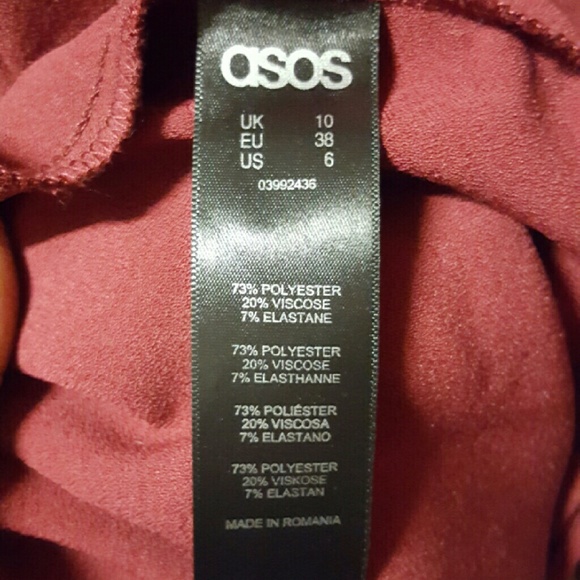 asos
UK 10
EU 38
US 6
03992436
73% POLYESTER
20% VISCOSE
7% ELASTANE
73% POLYESTER
20% VISCOSE
7% ELASTHANNE
73% POLIÉSTER
20% VISCOSA
7% ELASTANO
73% POLYESTER
20% VISKOSE
7% ELASTAN
MADE IN ROMANIA